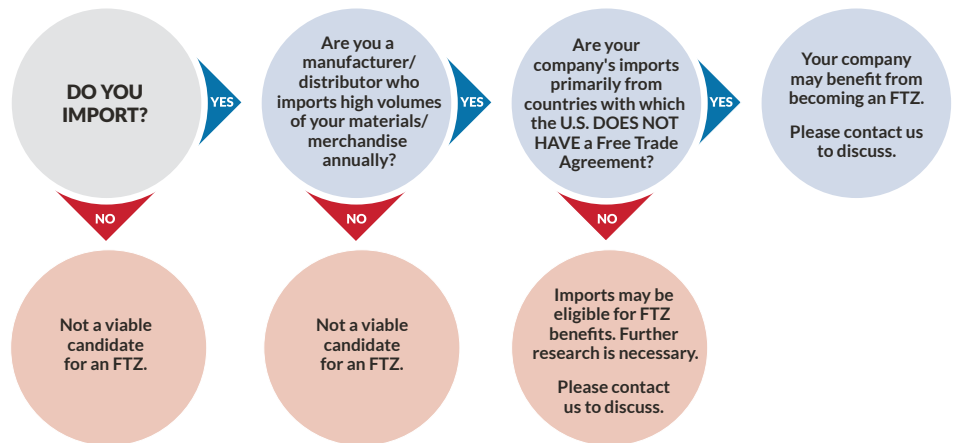 DO YOU
IMPORT?
YES
Are you a
manufacturer/
distributor who
imports high volumes
of your materials/
merchandise
annually?
YES
Are your
company's imports
primarily from
countries with which
the U.S. DOES NOT
HAVE a Free Trade
Agreement?
YES
Your company
may benefit from
becoming an FTZ.
Please contact us
to discuss.
NO
NO
NO
Not a viable
candidate
for an FTZ.
Not a viable
candidate
for an FTZ.
Imports may be
eligible for FTZ
benefits. Further
research is necessary.
Please contact
us to discuss.